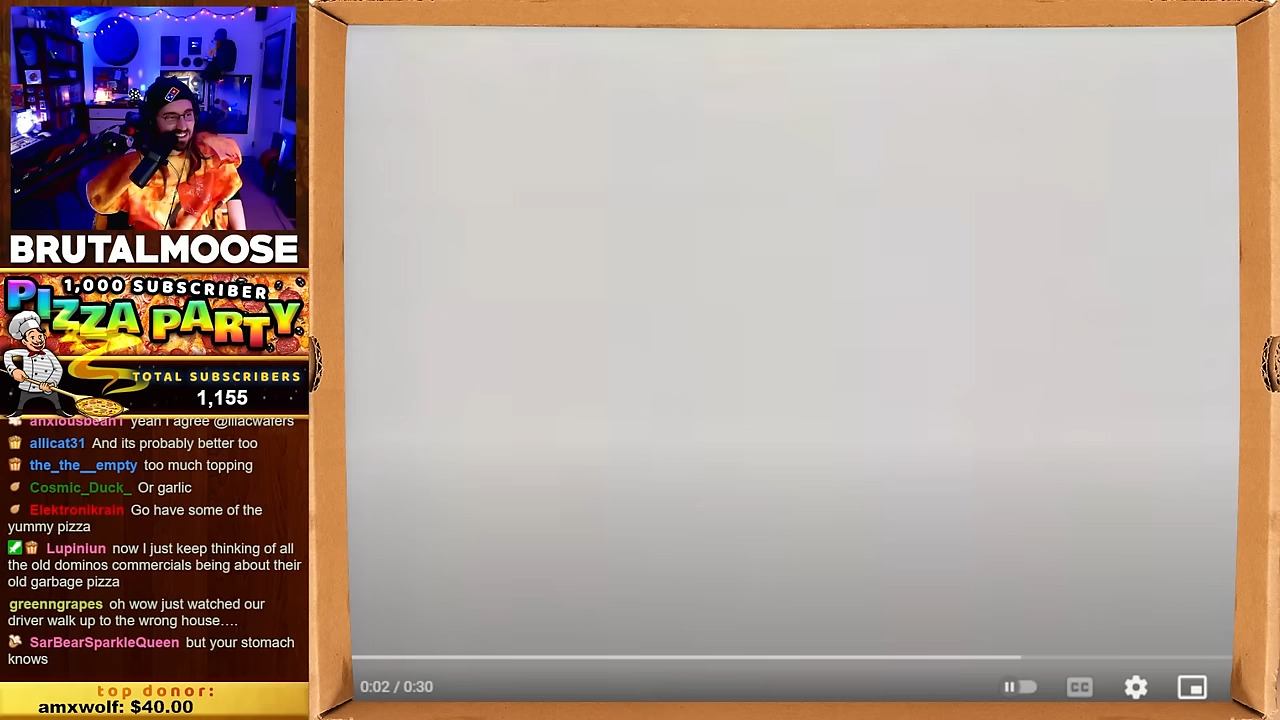 BRUTALMOOSE
1,000 SUBSCRIBER
PIZZA PARTY
TOTAL SUBSCRIBERS
1,155
anxiousbean1 yeah I agree @lilacwafers
allicat31 And its probably better too
the_the__empty too much topping
Cosmic_Duck_ Or garlic
Elektronikrain Go have some of the
yummy pizza
Lupiniun now I just keep thinking of all
the old dominos commercials being about their
old garbage pizza
greenngrapes oh wow just watched our
driver walk up to the wrong house….
SarBearSparkleQueen but your stomach
knows
top donor:
amxwolf: $40.00
0:02 / 0:30
CC